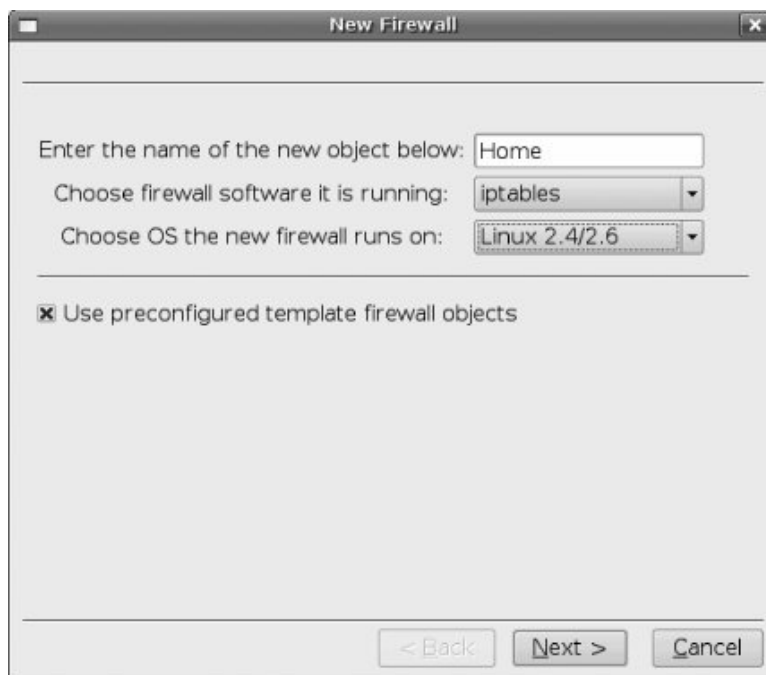 New Firewall
Enter the name of the new object below: Home
Choose firewall software it is running: iptables
Choose OS the new firewall runs on: Linux 2.4/2.6
Use preconfigured template firewall objects
< Back Next > Cancel